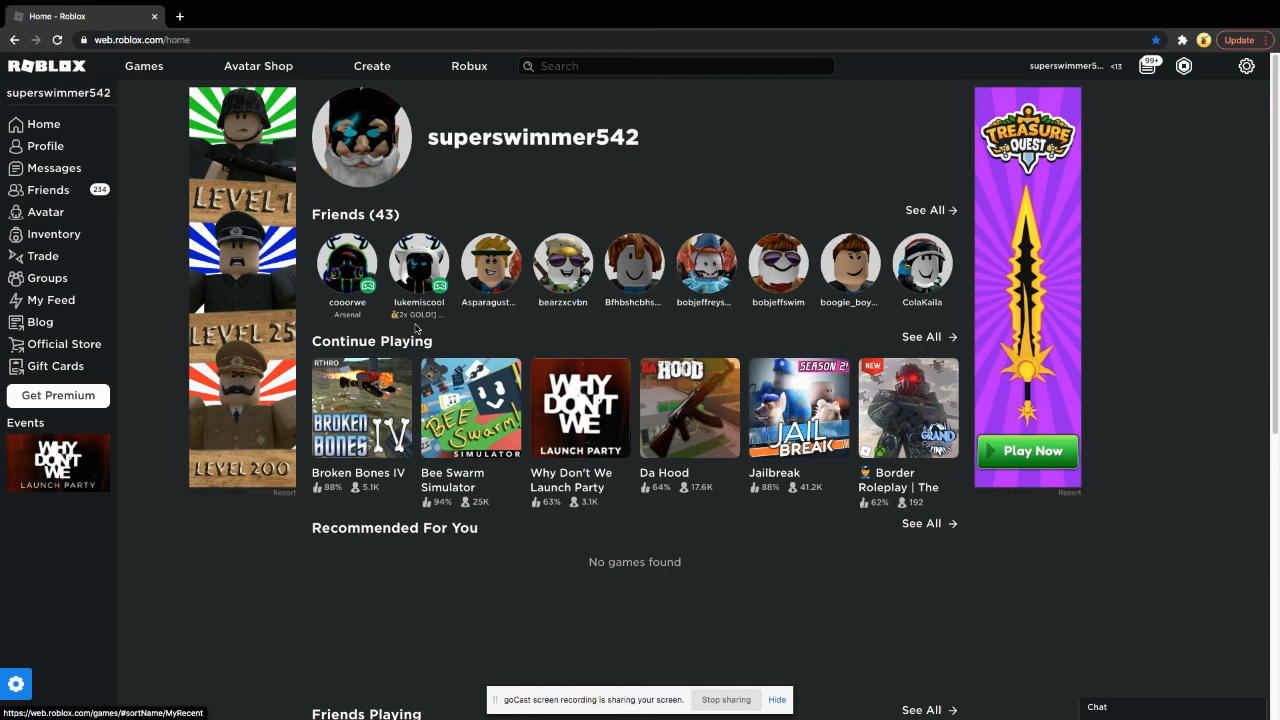 Home - Roblox
web.roblox.com/home
Update
ROBLOX
Games
Avatar Shop
Create
Robux
Search
superswimmer5...
<13
99+
superswimmer542
Home
Profile
Messages
Friends
234
Avatar
Inventory
Trade
Groups
My Feed
Blog
Official Store
Gift Cards
Get Premium
Events
WHY
DON'T
WE
LAUNCH PARTY
LEVEL 1
LEVEL 25
LEVEL 200
Report
superswimmer542
Friends (43)
See All
cooorwe
Arsenal
lukemiscool
💰[2x GOLD!] ...
Asparagust...
bearzxcvbn
Bfhbshcbhs...
bobjeffreys...
bobjeffswim
boogie_boy...
ColaKaila
Continue Playing
See All
RTHRO
BROKEN
BONES IV
BEE
Swarm!
SIMULATOR
WHY
DON'T
WE
LAUNCH PARTY
DA HOOD
SEASON 2!
JAIL
BREAK
NEW
GRAND
Broken Bones IV
88% 5.1K
Bee Swarm
Simulator
94% 25K
Why Don't We
Launch Party
63% 3.1K
Da Hood
64% 17.6K
Jailbreak
88% 41.2K
👮 Border
Roleplay | The
62% 192
Recommended For You
See All
No games found
TREASURE
QUEST
Play Now
Report
Friends Playing
See All
goCast screen recording is sharing your screen.
Stop sharing
Hide
Chat
https://web.roblox.com/games/#sortName/MyRecent